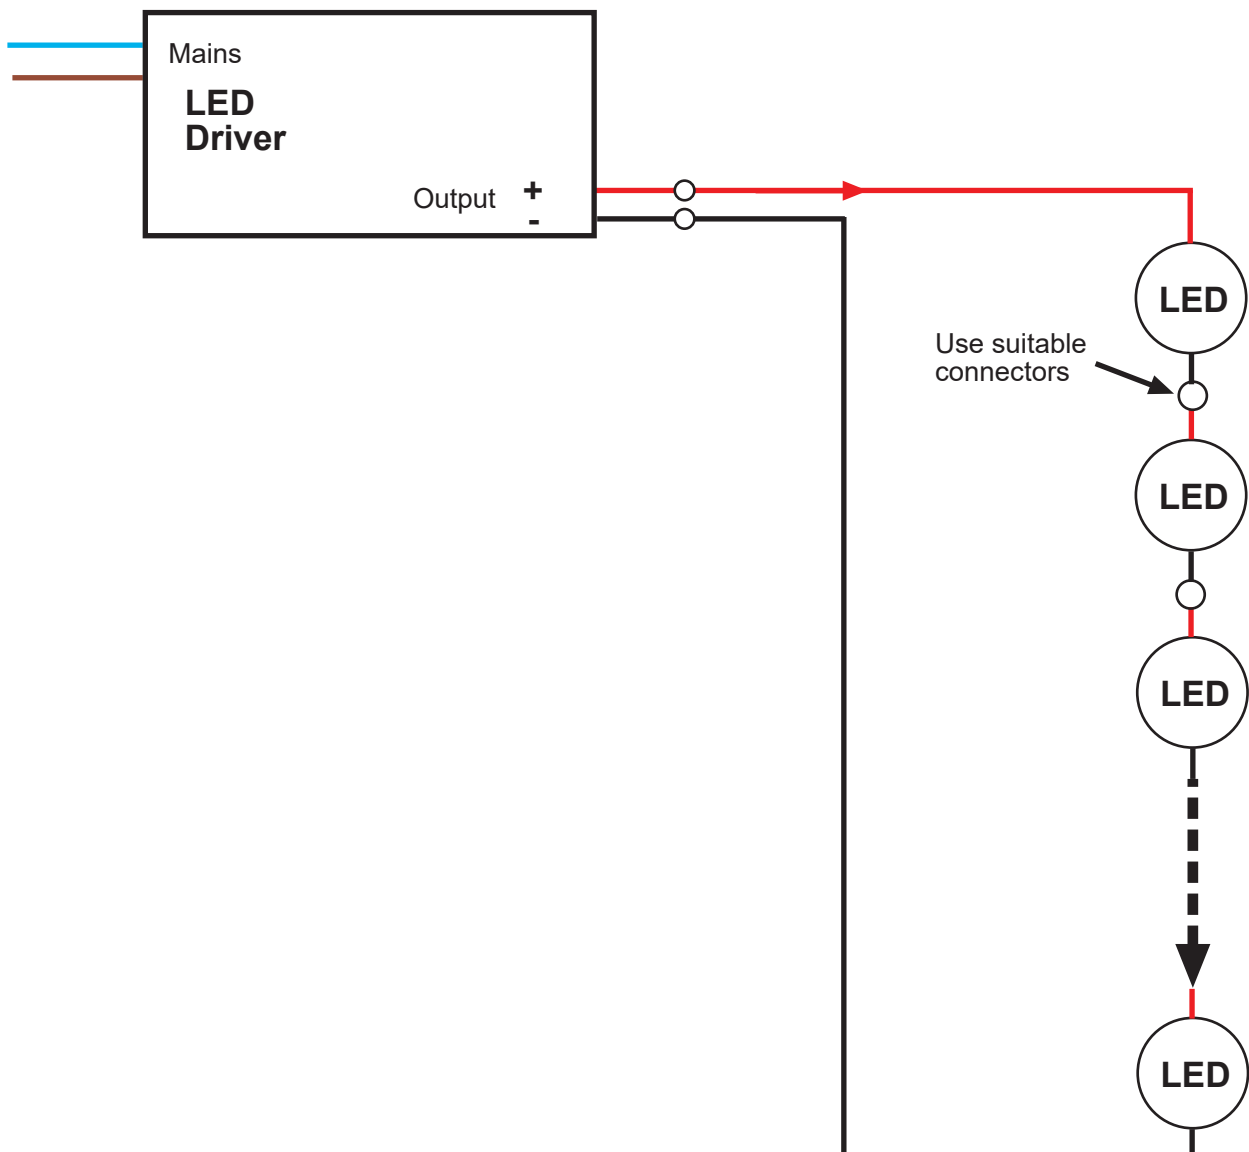 Mains
LED
Driver
Output +
-
LED
Use suitable
connectors
LED
LED
LED